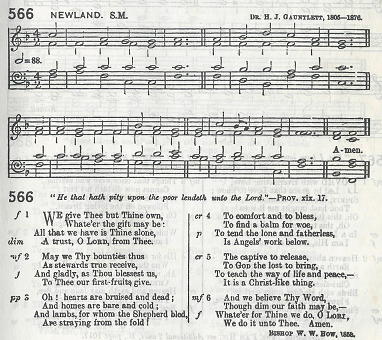 566 NEWLAND. S.M. DR. H. J. GAUNTLETT, 1805—1876.
=88.
A-men.
566 "He that hath pity upon the poor lendeth unto the Lord."—PROV. xix. 17.
f 1 WE give Thee but Thine own,
Whate'er the gift may be:
All that we have is Thine alone,
dim A trust, O LORD, from Thee.
mf 2 May we Thy bounties thus
As stewards true receive,
f And gladly, as Thou blessest us,
To Thee our first-fruits give.
pp 3 Oh! hearts are bruised and dead;
And homes are bare and cold;
And lambs, for whom the Shepherd bled,
Are straying from the fold!
cr 4 To comfort and to bless,
To find a balm for woe,
p To tend the lone and fatherless,
Is Angels' work below.
cr 5 The captive to release,
To GOD the lost to bring,
To teach the way of life and peace,—
It is a Christ-like thing.
mf 6 And we believe Thy Word,
Though dim our faith may be,—
f Whate'er for Thine we do, O LORD,
We do it unto Thee. Amen.
BISHOP W. W. HOW, 1858.